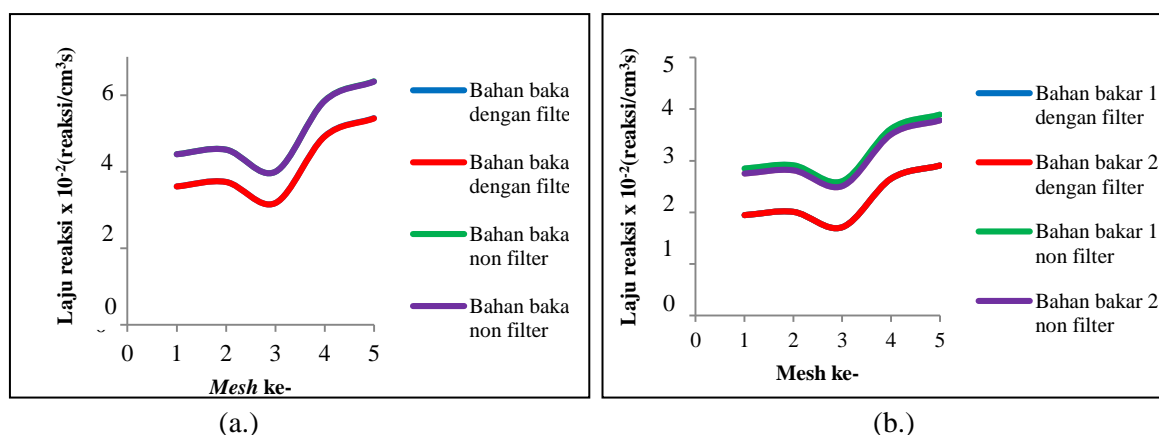 Laju reaksi x 10-2(reaksi/cm3s)
6
4
2
0
0 1 2 3 4 5
Mesh ke-
Bahan baka
dengan filte
Bahan baka
dengan filte
Bahan baka
non filter
Bahan baka
non filter
(a.)
Laju reaksi x 10-2(reaksi/cm3s)
5
4
3
2
1
0
0 1 2 3 4 5
Mesh ke-
Bahan bakar 1
dengan filter
Bahan bakar 2
dengan filter
Bahan bakar 1
non filter
Bahan bakar 2
non filter
(b.)